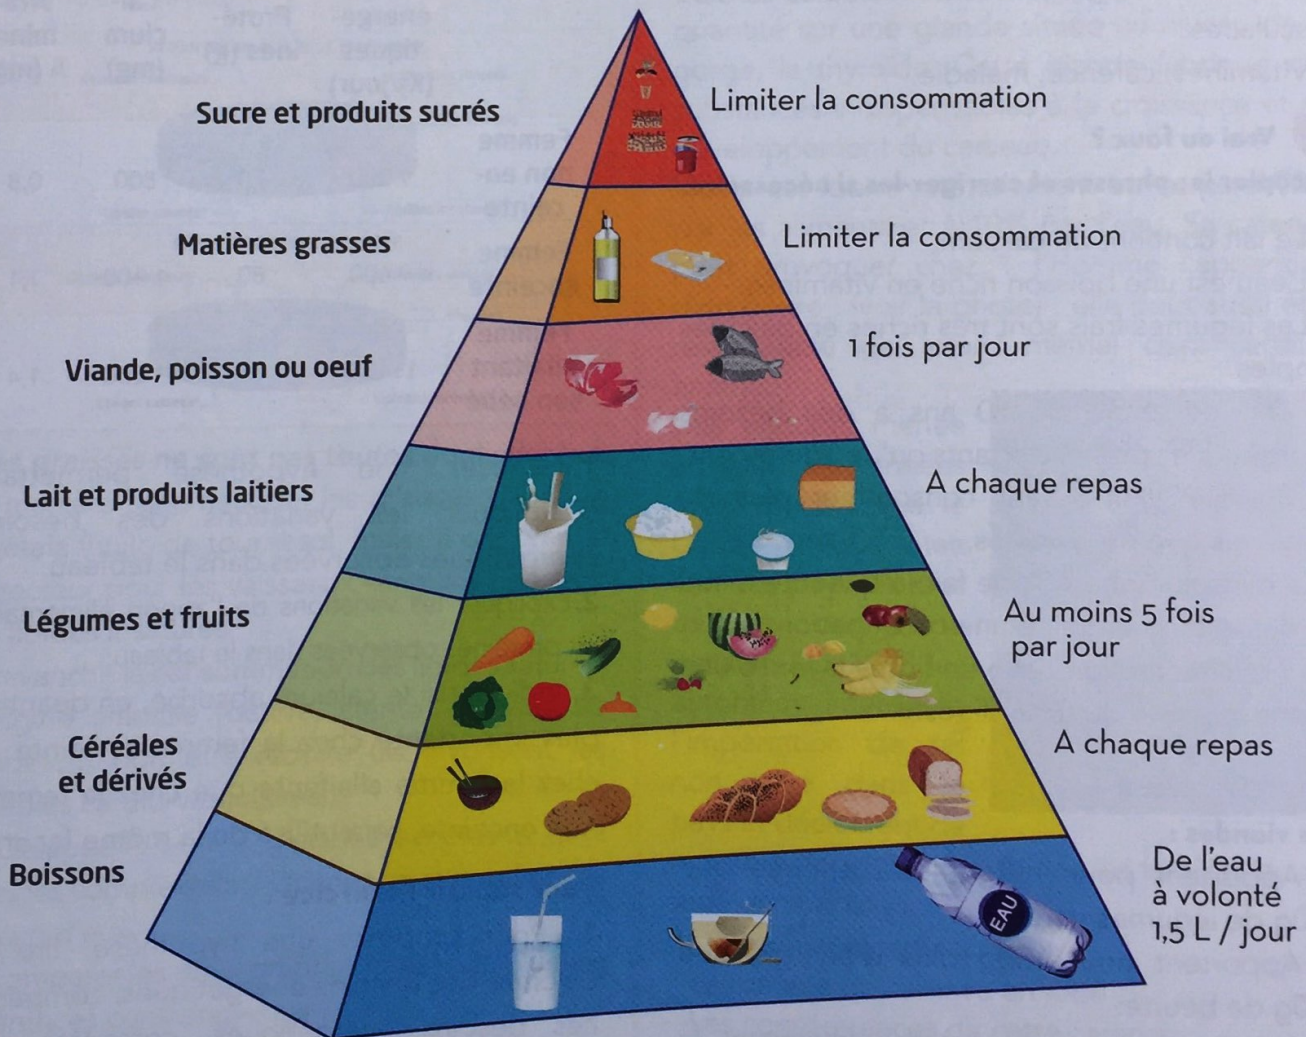 Sucre et produits sucrés
Limiter la consommation
Matières grasses
Limiter la consommation
Viande, poisson ou oeuf
1 fois par jour
Lait et produits laitiers
A chaque repas
Légumes et fruits
Au moins 5 fois
par jour
Céréales
et dérivés
A chaque repas
Boissons
EAU
De l'eau
à volonté
1,5 L / jour